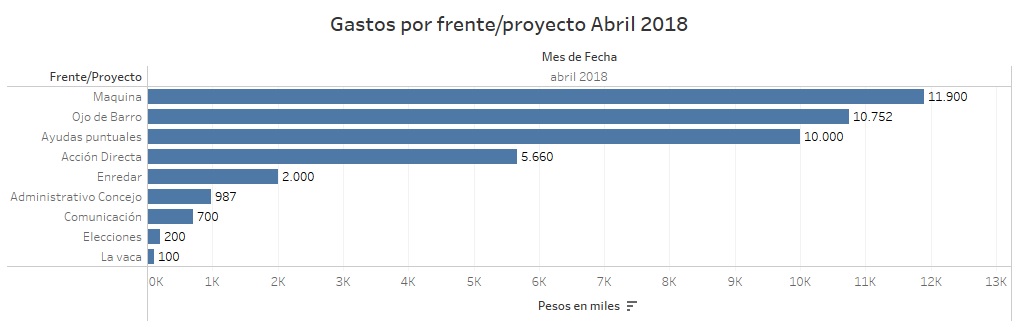 Gastos por frente/proyecto Abril 2018
Mes de Fecha
Frente/Proyecto abril 2018
Maquina 11.900
Ojo de Barro 10.752
Ayudas puntuales 10.000
Acción Directa 5.660
Enredar 2.000
Administrativo Concejo 987
Comunicación 700
Elecciones 200
La vaca 100
0K 1K 2K 3K 4K 5K 6K 7K 8K 9K 10K 11K 12K 13K
Pesos en miles